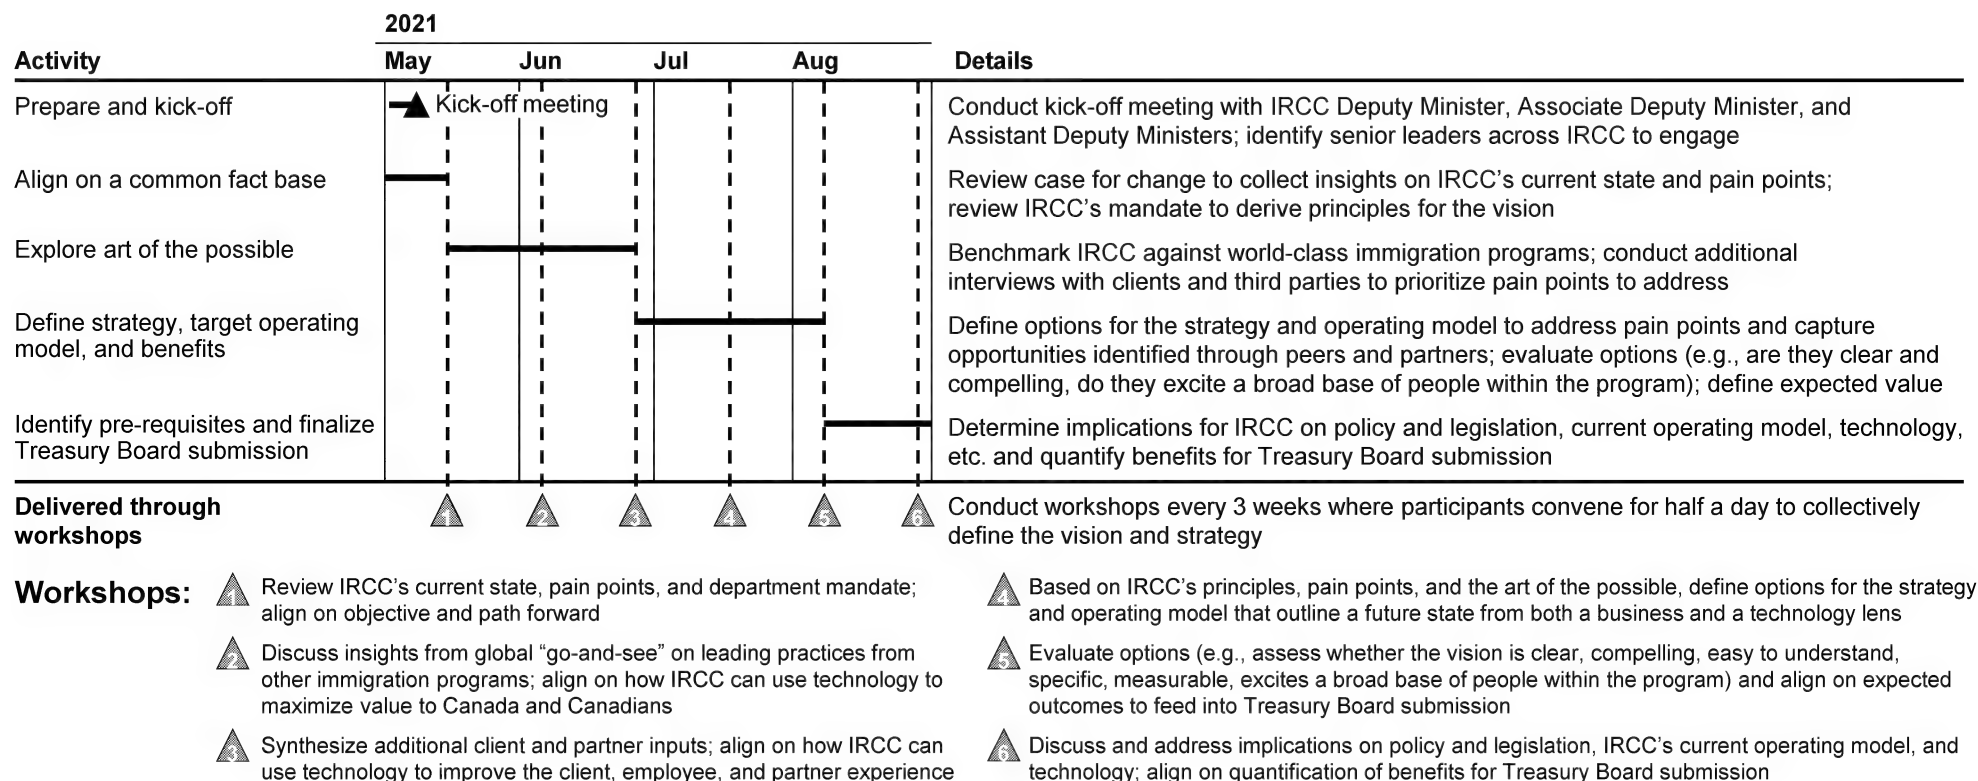 2021
Activity May Jun Jul Aug Details
Prepare and kick-off
Kick-off meeting
Conduct kick-off meeting with IRCC Deputy Minister, Associate Deputy Minister, and
Assistant Deputy Ministers; identify senior leaders across IRCC to engage
Align on a common fact base
Review case for change to collect insights on IRCC's current state and pain points;
review IRCC's mandate to derive principles for the vision
Explore art of the possible
Benchmark IRCC against world-class immigration programs; conduct additional
interviews with clients and third parties to prioritize pain points to address
Define strategy, target operating
model, and benefits
Define options for the strategy and operating model to address pain points and capture
opportunities identified through peers and partners; evaluate options (e.g., are they clear and
compelling, do they excite a broad base of people within the program); define expected value
Identify pre-requisites and finalize
Treasury Board submission
Determine implications for IRCC on policy and legislation, current operating model, technology,
etc. and quantify benefits for Treasury Board submission
Delivered through
workshops
1 2 3 4 5 6
Conduct workshops every 3 weeks where participants convene for half a day to collectively
define the vision and strategy
Workshops:
1 Review IRCC's current state, pain points, and department mandate;
align on objective and path forward
2 Discuss insights from global “go-and-see” on leading practices from
other immigration programs; align on how IRCC can use technology to
maximize value to Canada and Canadians
3 Synthesize additional client and partner inputs; align on how IRCC can
use technology to improve the client, employee, and partner experience
4 Based on IRCC's principles, pain points, and the art of the possible, define options for the strategy
and operating model that outline a future state from both a business and a technology lens
5 Evaluate options (e.g., assess whether the vision is clear, compelling, easy to understand,
specific, measurable, excites a broad base of people within the program) and align on expected
outcomes to feed into Treasury Board submission
6 Discuss and address implications on policy and legislation, IRCC's current operating model, and
technology; align on quantification of benefits for Treasury Board submission